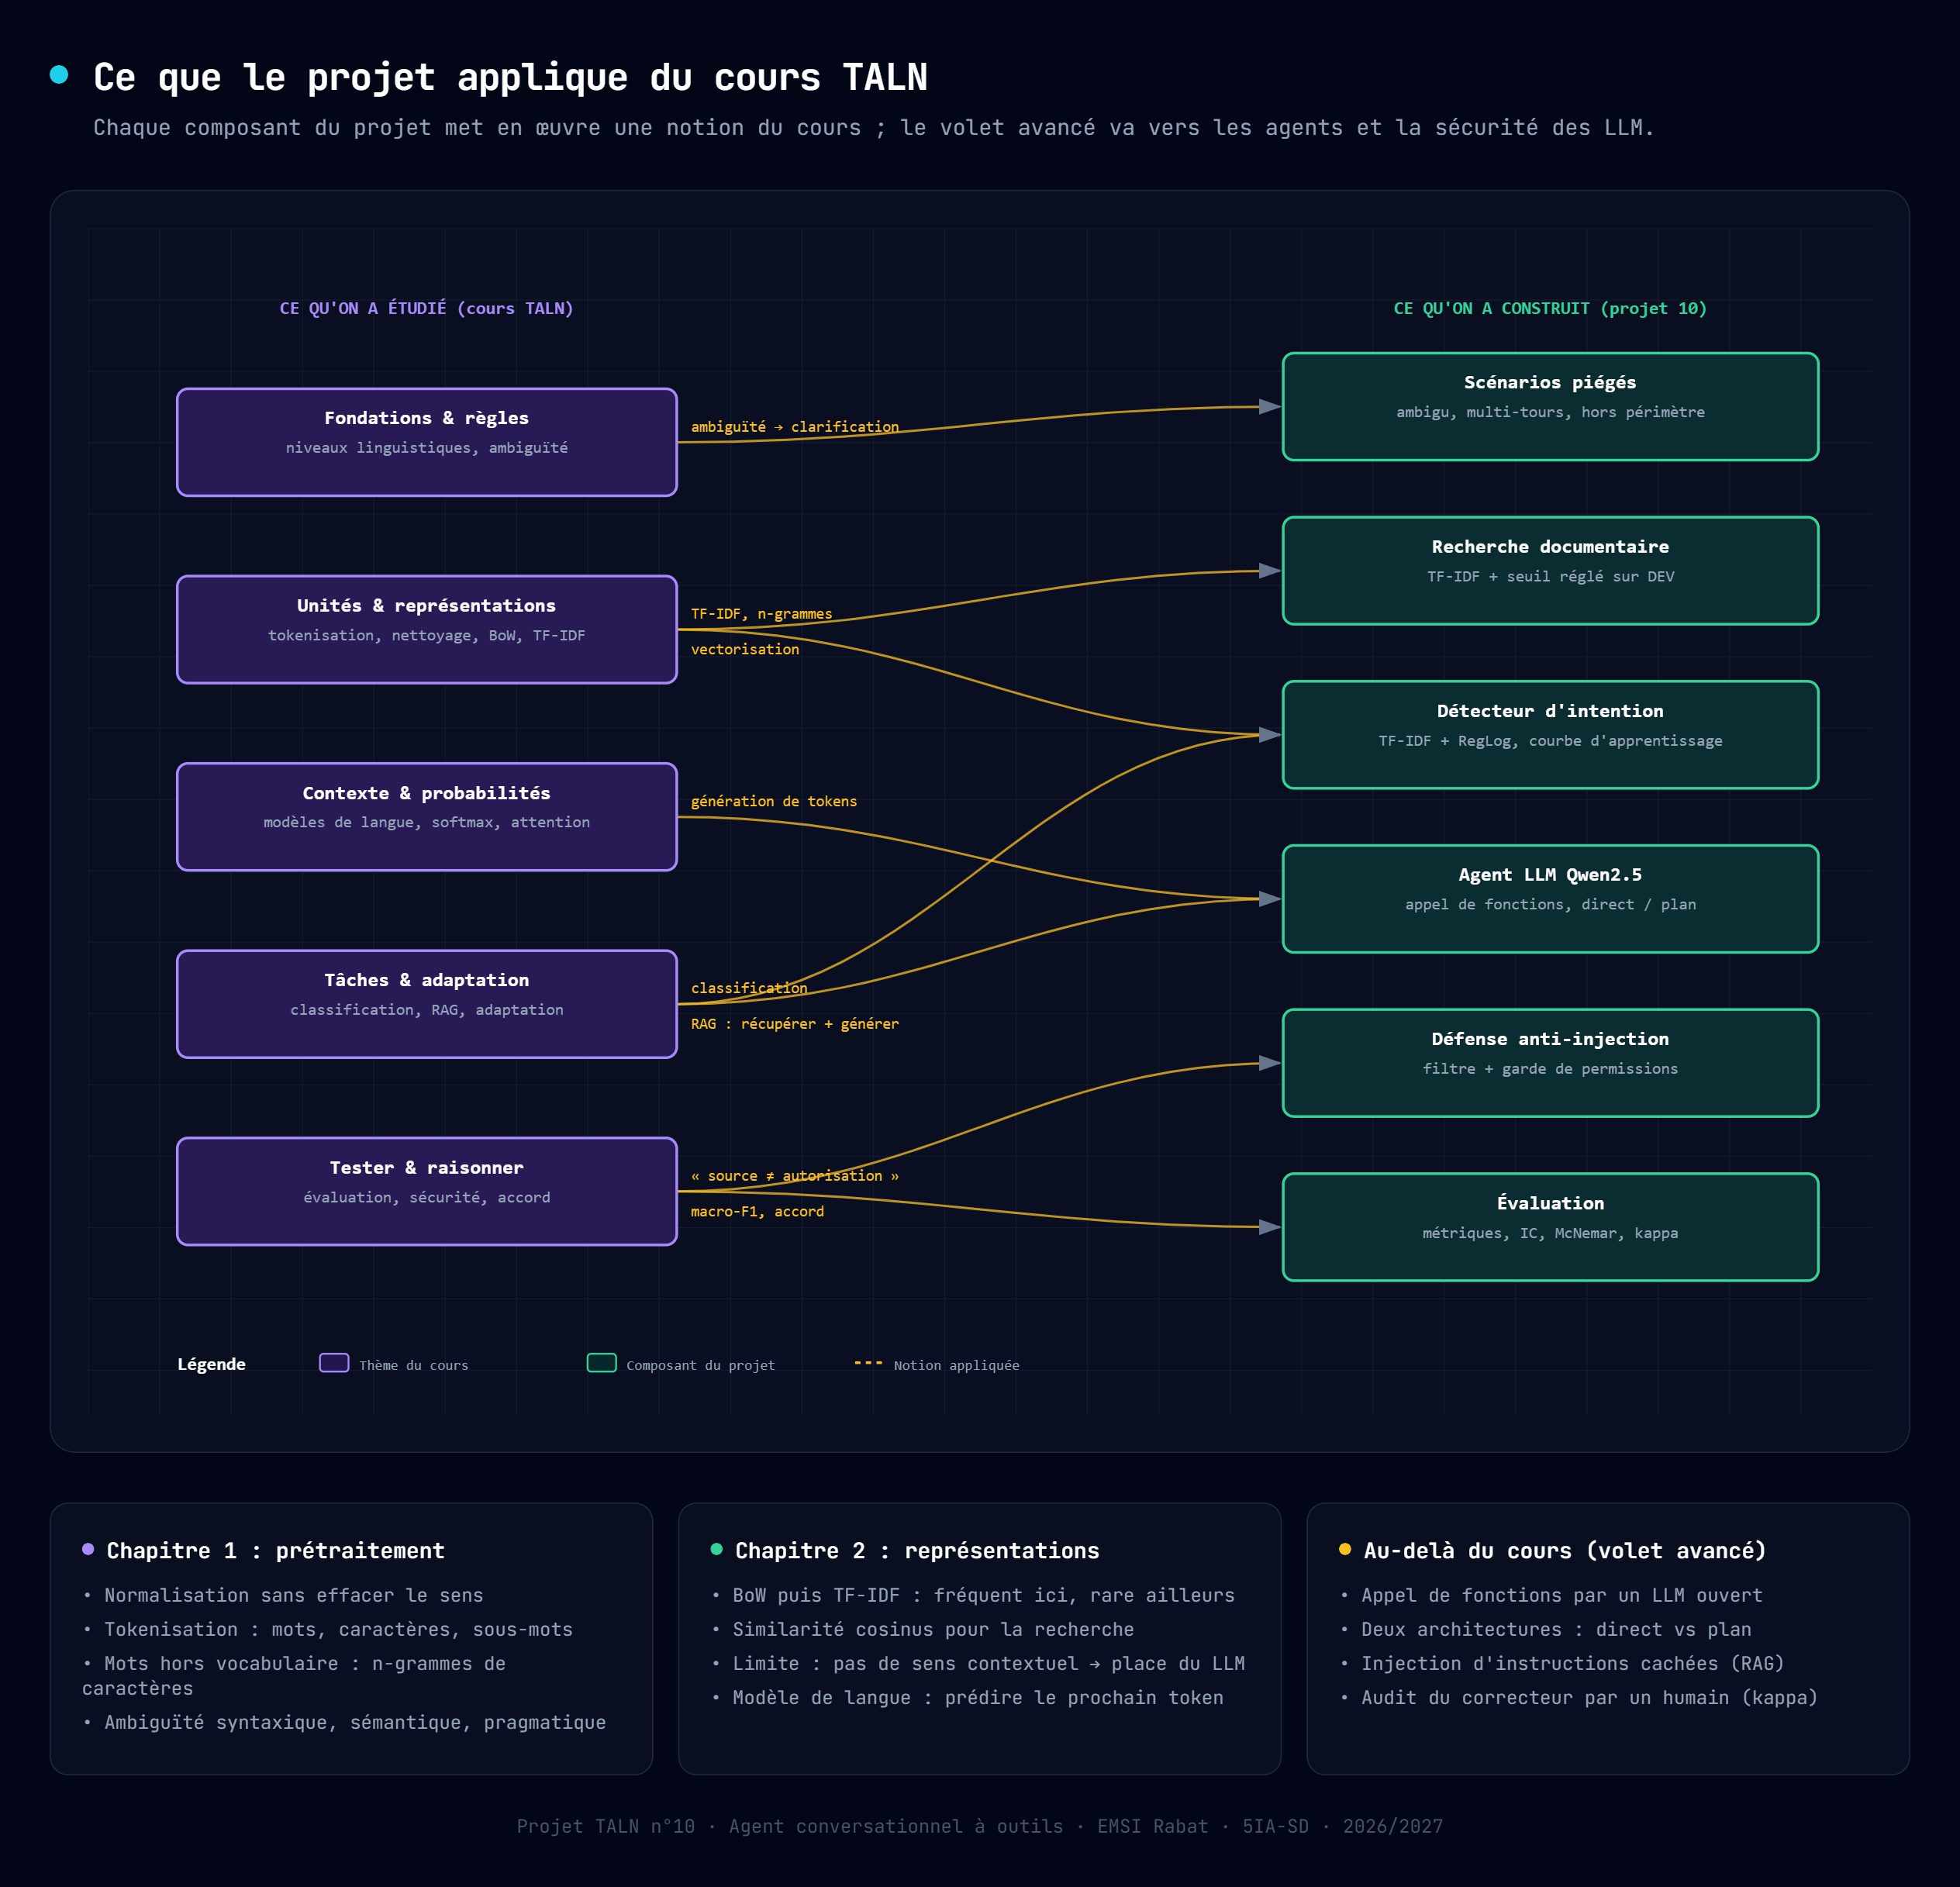 Ce que le projet applique du cours TALN
Chaque composant du projet met en œuvre une notion du cours ; le volet avancé va vers les agents et la sécurité des LLM.
CE QU'ON A ÉTUDIÉ (cours TALN)
CE QU'ON A CONSTRUIT (projet 10)
Fondations & règles
niveaux linguistiques, ambiguïté
Unités & représentations
tokenisation, nettoyage, BoW, TF-IDF
Contexte & probabilités
modèles de langue, softmax, attention
Tâches & adaptation
classification, RAG, adaptation
Tester & raisonner
évaluation, sécurité, accord
ambiguïté → clarification
TF-IDF, n-grammes
vectorisation
génération de tokens
classification
RAG : récupérer + générer
« source ≠ autorisation »
macro-F1, accord
Scénarios piégés
ambigu, multi-tours, hors périmètre
Recherche documentaire
TF-IDF + seuil réglé sur DEV
Détecteur d'intention
TF-IDF + RegLog, courbe d'apprentissage
Agent LLM Qwen2.5
appel de fonctions, direct / plan
Défense anti-injection
filtre + garde de permissions
Évaluation
métriques, IC, McNemar, kappa
Légende
Thème du cours
Composant du projet
Notion appliquée
Chapitre 1 : prétraitement
• Normalisation sans effacer le sens
• Tokenisation : mots, caractères, sous-mots
• Mots hors vocabulaire : n-grammes de
caractères
• Ambiguïté syntaxique, sémantique, pragmatique
Chapitre 2 : représentations
• BoW puis TF-IDF : fréquent ici, rare ailleurs
• Similarité cosinus pour la recherche
• Limite : pas de sens contextuel → place du LLM
• Modèle de langue : prédire le prochain token
Au-delà du cours (volet avancé)
• Appel de fonctions par un LLM ouvert
• Deux architectures : direct vs plan
• Injection d'instructions cachées (RAG)
• Audit du correcteur par un humain (kappa)
Projet TALN n°10 · Agent conversationnel à outils · EMSI Rabat · 5IA-SD · 2026/2027